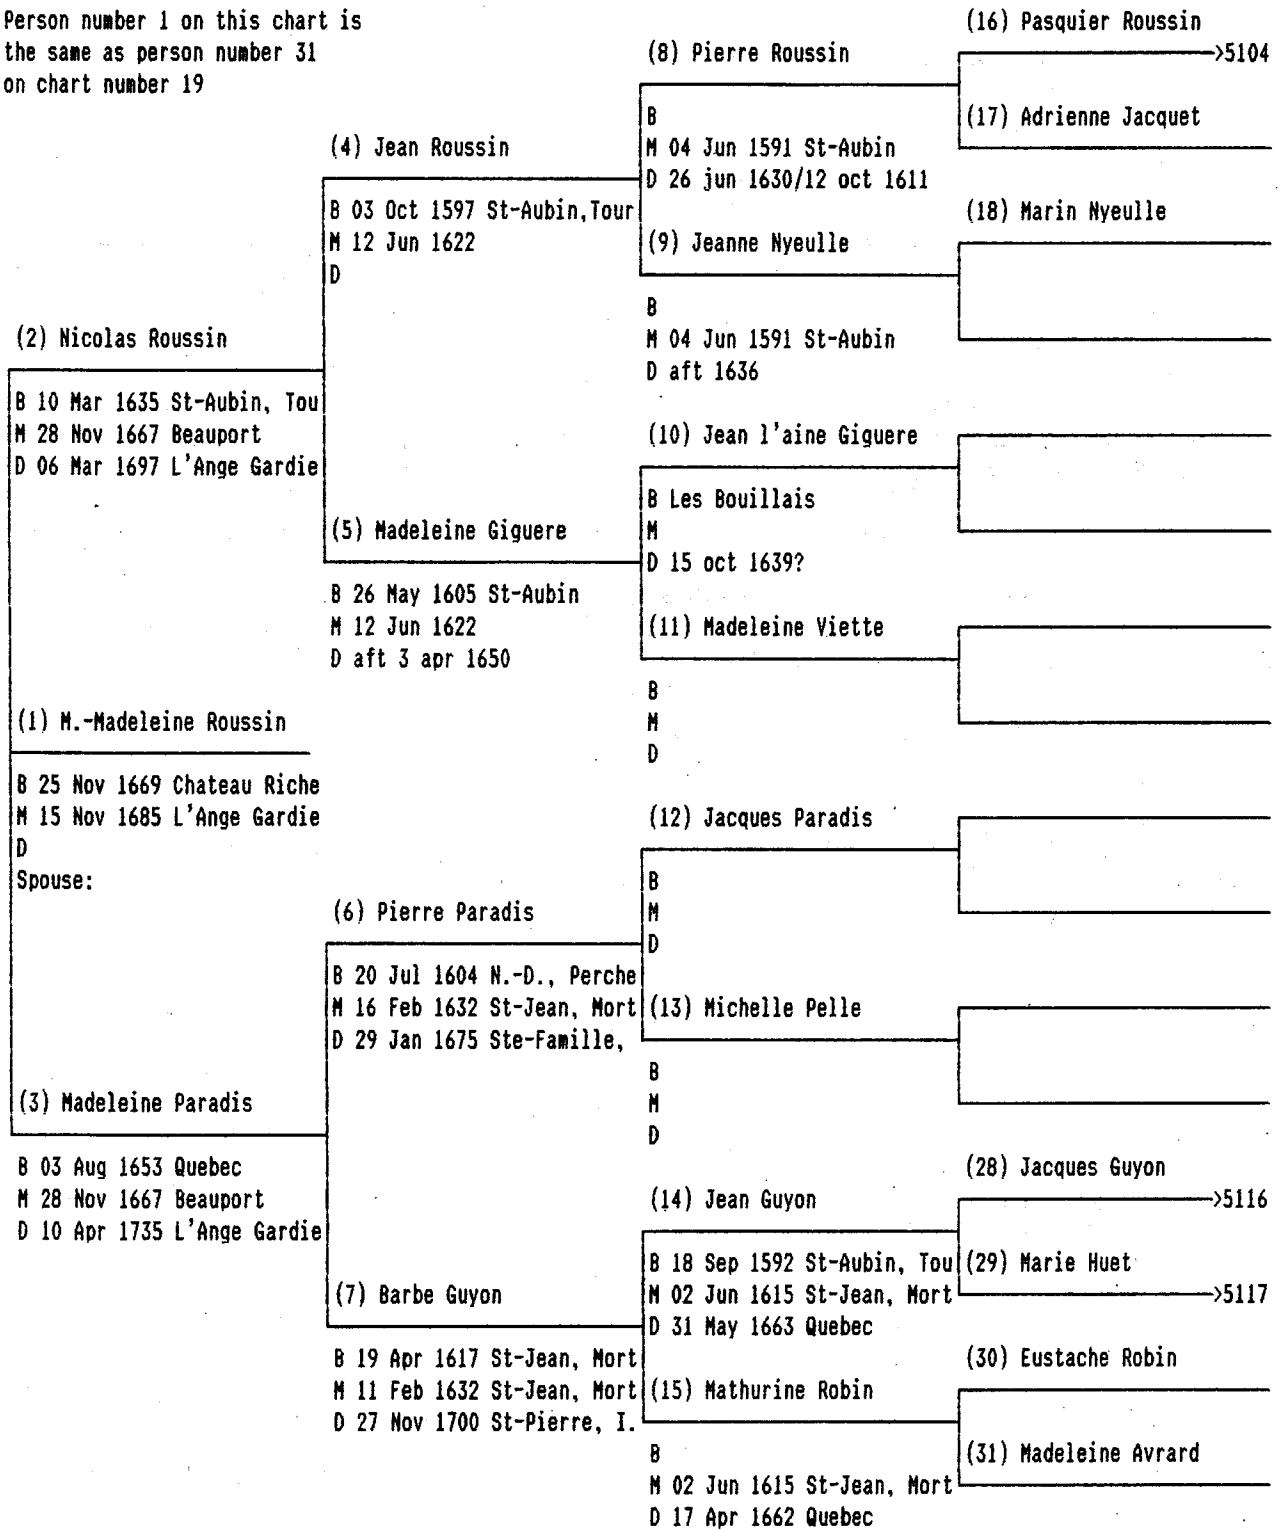 Person number 1 on this chart is
the same as person number 31
on chart number 19
(16) Pasquier Roussin
>5104
(8) Pierre Roussin
B
M 04 Jun 1591 St-Aubin
D 26 jun 1630/12 oct 1611
(17) Adrienne Jacquet
(4) Jean Roussin
B 03 Oct 1597 St-Aubin,Tour
M 12 Jun 1622
D
(18) Marin Nyeulle
(9) Jeanne Nyeulle
B
M 04 Jun 1591 St-Aubin
D aft 1636
(2) Nicolas Roussin
B 10 Mar 1635 St-Aubin, Tou
M 28 Nov 1667 Beauport
D 06 Mar 1697 L'Ange Gardie
(10) Jean l'aine Giguere
B Les Bouillais
M
D 15 oct 1639?
(5) Madeleine Giguere
B 26 May 1605 St-Aubin
M 12 Jun 1622
D aft 3 apr 1650
(11) Madeleine Viette
B
M
D
(1) M.-Madeleine Roussin
B 25 Nov 1669 Chateau Riche
M 15 Nov 1685 L'Ange Gardie
D
Spouse:
(12) Jacques Paradis
B
M
D
(6) Pierre Paradis
B 20 Jul 1604 N.-D., Perche
M 16 Feb 1632 St-Jean, Mort
D 29 Jan 1675 Ste-Famille,
(13) Michelle Pelle
B
M
D
(3) Madeleine Paradis
B 03 Aug 1653 Quebec
M 28 Nov 1667 Beauport
D 10 Apr 1735 L'Ange Gardie
(28) Jacques Guyon
>5116
(14) Jean Guyon
B 18 Sep 1592 St-Aubin, Tou
M 02 Jun 1615 St-Jean, Mort
D 31 May 1663 Quebec
(29) Marie Huet
>5117
(7) Barbe Guyon
B 19 Apr 1617 St-Jean, Mort
M 11 Feb 1632 St-Jean, Mort
D 27 Nov 1700 St-Pierre, I.
(30) Eustache Robin
(15) Mathurine Robin
B
M 02 Jun 1615 St-Jean, Mort
D 17 Apr 1662 Quebec
(31) Madeleine Avrard